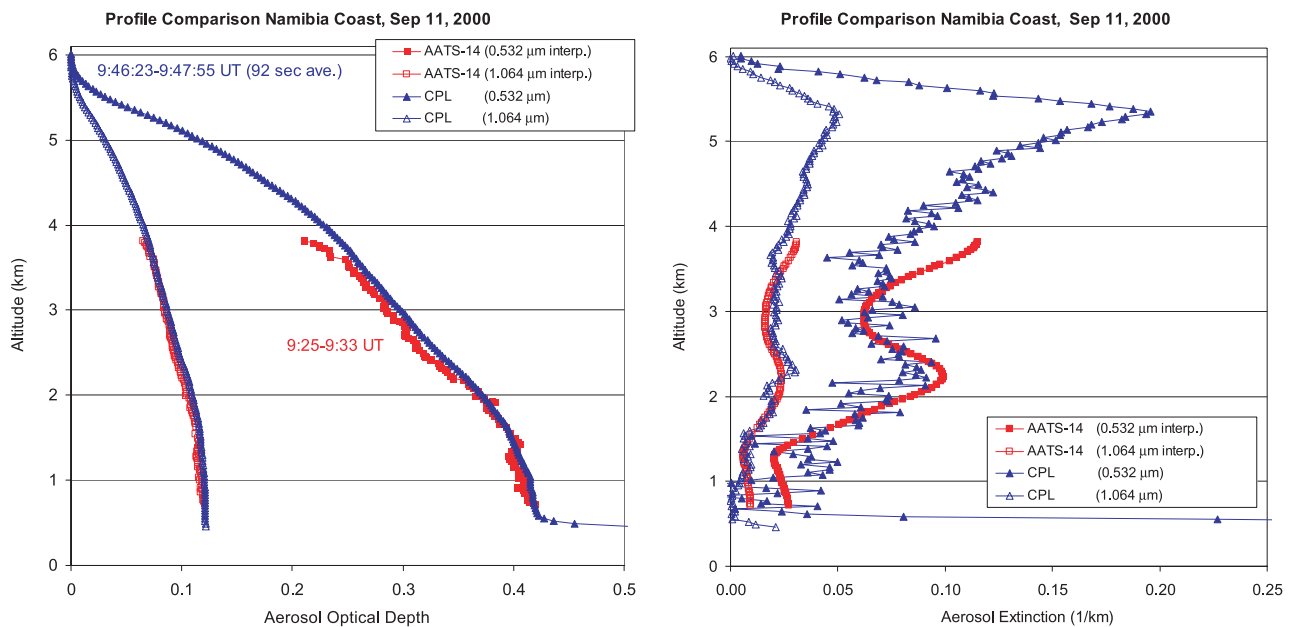 Profile Comparison Namibia Coast, Sep 11, 2000
6
5
4
3
2
1
0
Altitude (km)
9:46:23-9:47:55 UT (92 sec ave.)
AATS-14 (0.532 µm interp.)
AATS-14 (1.064 µm interp.)
CPL (0.532 µm)
CPL (1.064 µm)
9:25-9:33 UT
0 0.1 0.2 0.3 0.4 0.5
Aerosol Optical Depth
Profile Comparison Namibia Coast, Sep 11, 2000
6
5
4
3
2
1
0
Altitude (km)
AATS-14 (0.532 µm interp.)
AATS-14 (1.064 µm interp.)
CPL (0.532 µm)
CPL (1.064 µm)
0.00 0.05 0.10 0.15 0.20 0.25
Aerosol Extinction (1/km)